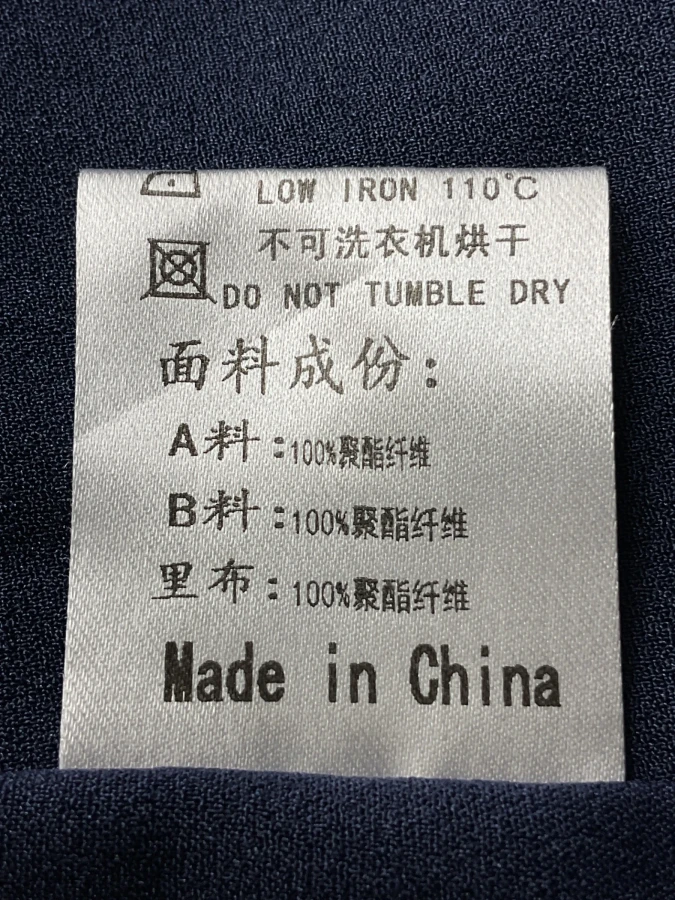 LOW IRON 110℃
不可洗衣机烘干
DO NOT TUMBLE DRY
面料成份：
A料：100%聚酯纤维
B料：100%聚酯纤维
里布：100%聚酯纤维
Made in China